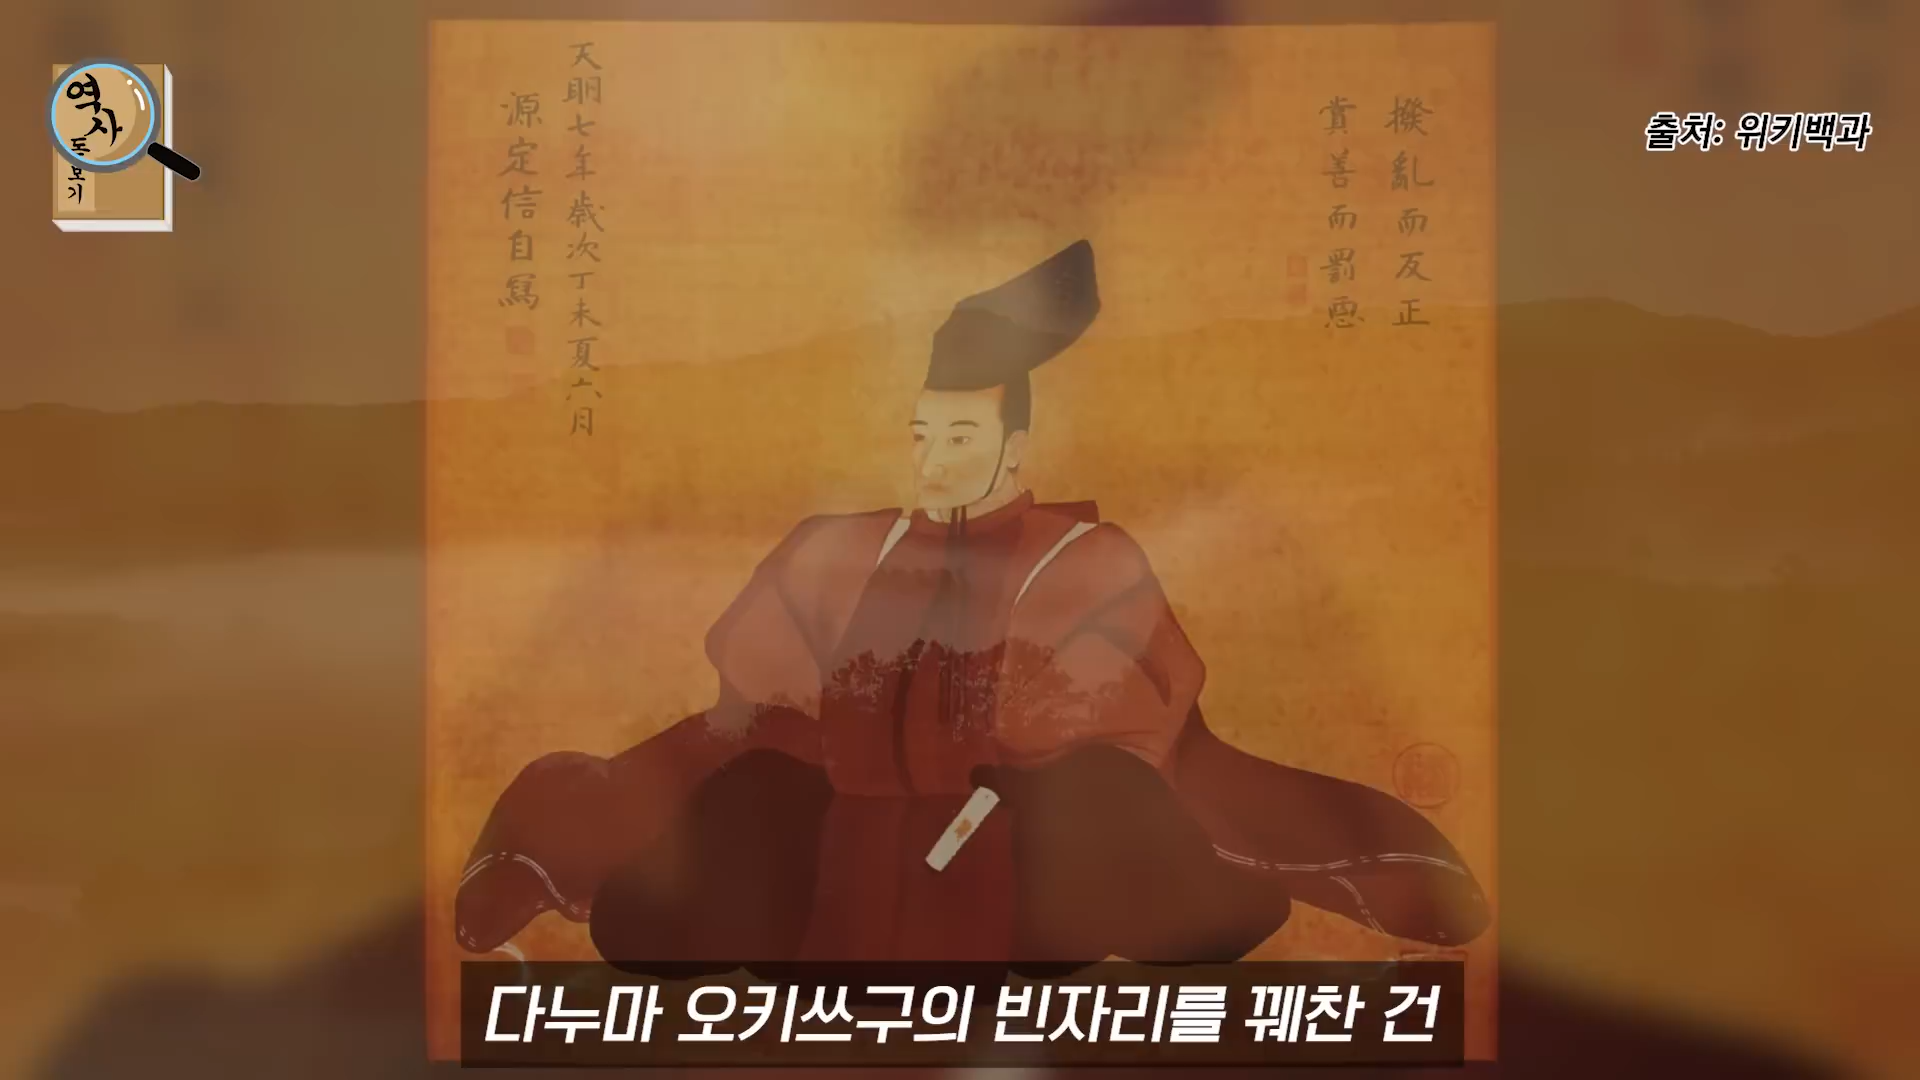 역사
돋보기
출처: 위키백과
撥亂而反正
賞善而罰惡
天明七年歲次丁未夏六月
源定信自寫
다누마 오키쓰구의 빈자리를 꿰찬 건